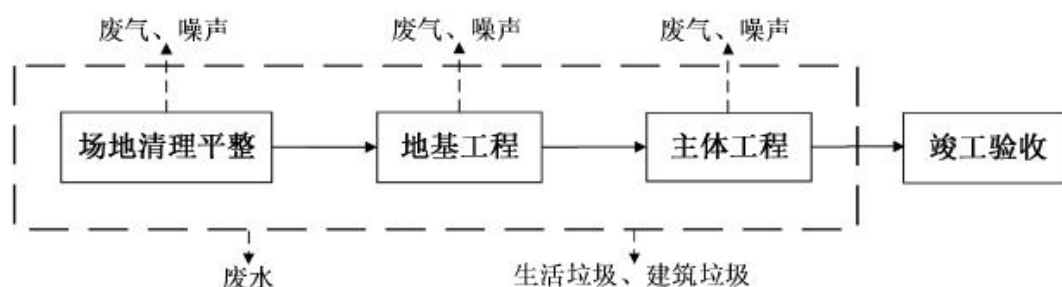 废气、噪声 废气、噪声 废气、噪声
场地清理平整 地基工程 主体工程 竣工验收
废水 生活垃圾、建筑垃圾